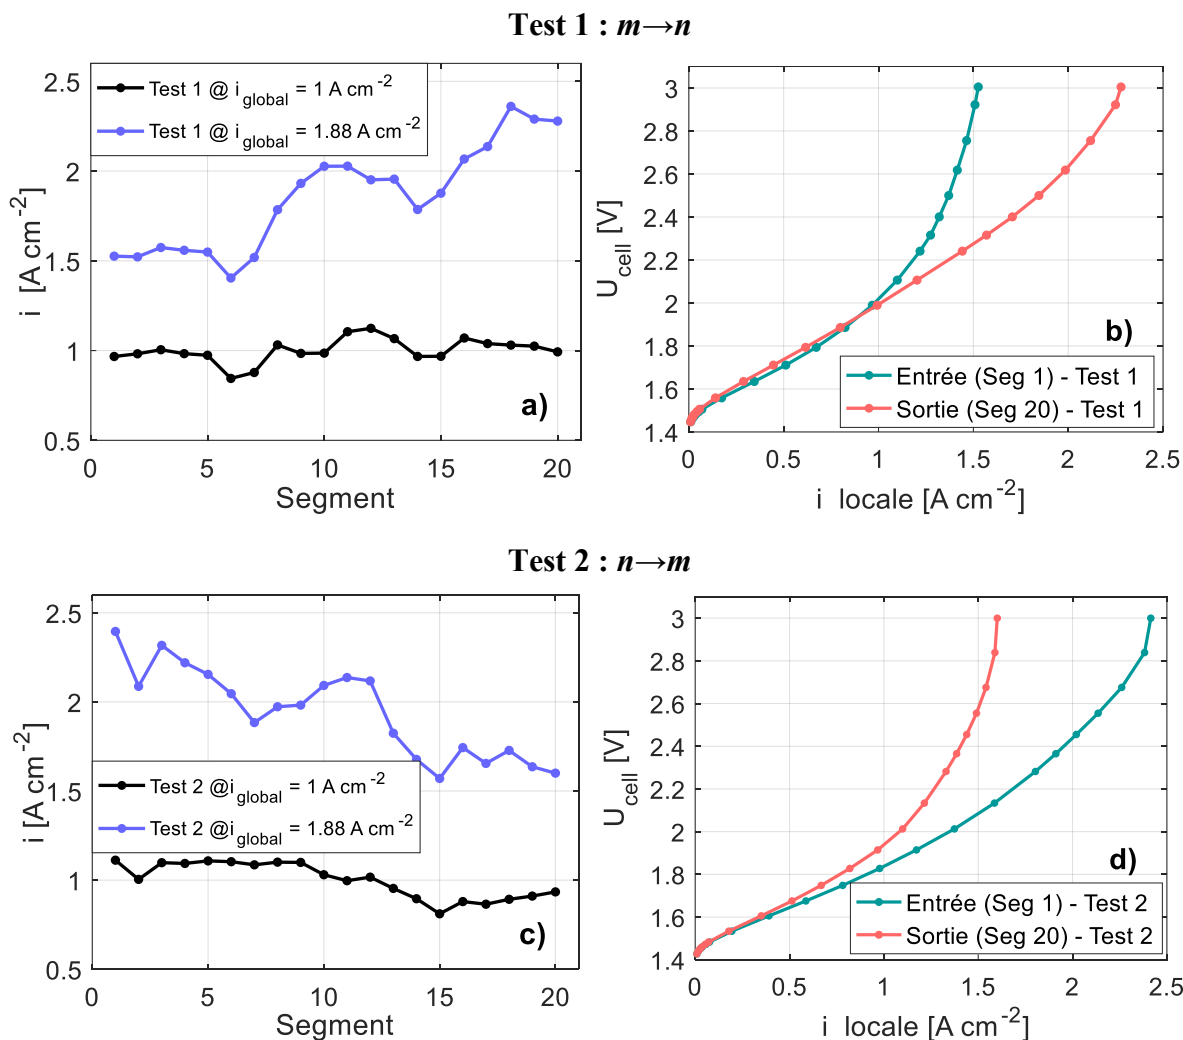 Test 1 : m→n
Test 1 @ i global = 1 A cm-2
Test 1 @ i global = 1.88 A cm-2
2.5
2
1.5
1
0.5
i [A cm-2]
0
5
10
15
20
Segment
a)
3
2.8
2.6
2.4
2.2
2
1.8
1.6
1.4
Ucell [V]
0
0.5
1
1.5
2
2.5
i locale [A cm-2]
b)
Entrée (Seg 1) - Test 1
Sortie (Seg 20) - Test 1
Test 2 : n→m
2.5
2
1.5
1
0.5
i [A cm-2]
Test 2 @i global = 1 A cm-2
Test 2 @i global = 1.88 A cm-2
0
5
10
15
20
Segment
c)
3
2.8
2.6
2.4
2.2
2
1.8
1.6
1.4
Ucell [V]
0
0.5
1
1.5
2
2.5
i locale [A cm-2]
d)
Entrée (Seg 1) - Test 2
Sortie (Seg 20) - Test 2